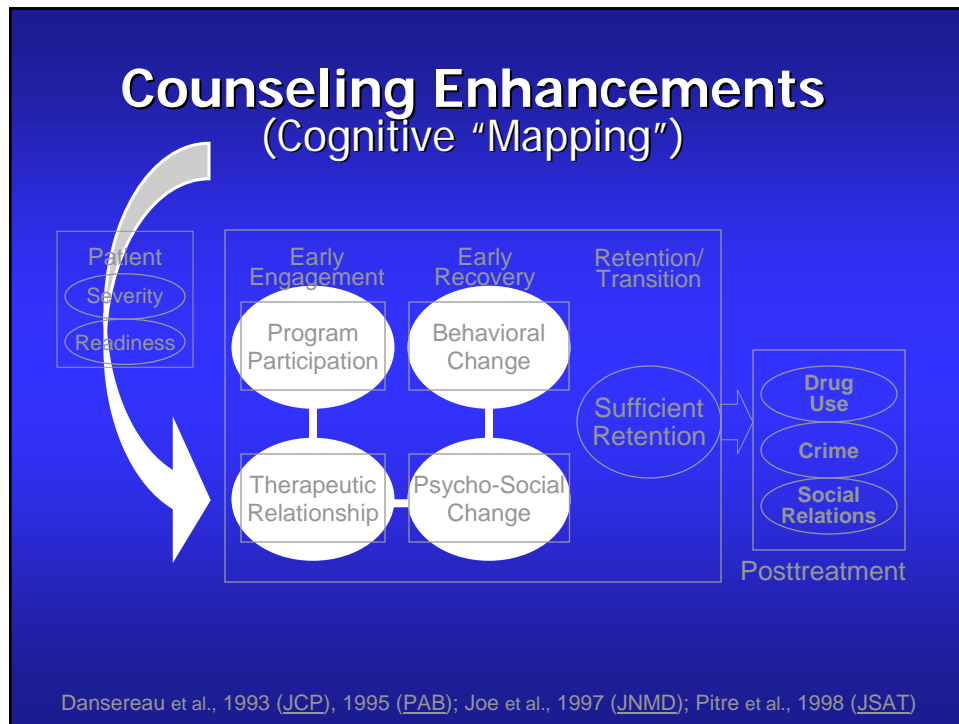 Counseling Enhancements
(Cognitive “Mapping”)
Patient
Severity
Readiness
Early
Engagement
Program
Participation
Therapeutic
Relationship
Early
Recovery
Behavioral
Change
Psycho-Social
Change
Retention/
Transition
Sufficient
Retention
Drug
Use
Crime
Social
Relations
Posttreatment
Dansereau et al., 1993 (JCP), 1995 (PAB); Joe et al., 1997 (JNMD); Pitre et al., 1998 (JSAT)